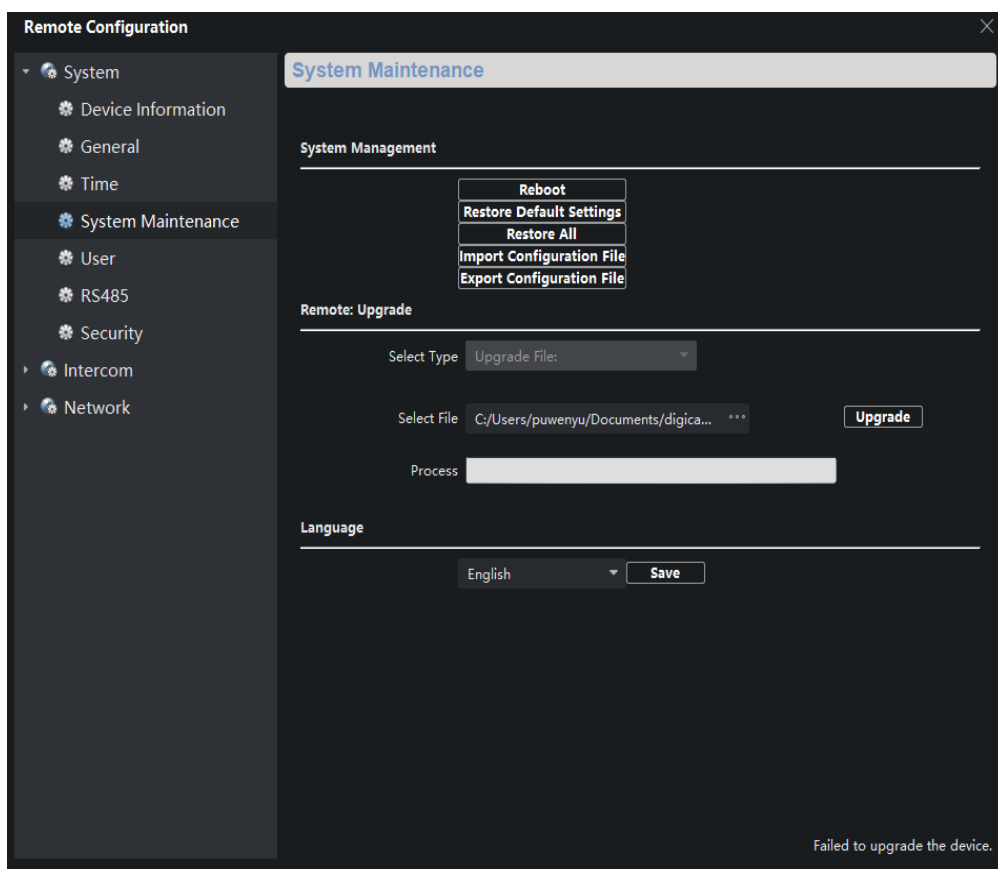 Remote Configuration
System
Device Information
General
Time
System Maintenance
User
RS485
Security
Intercom
Network
System Maintenance
System Management
Reboot
Restore Default Settings
Restore All
Import Configuration File
Export Configuration File
Remote: Upgrade
Select Type Upgrade File:
Select File C:/Users/puwenyu/Documents/digica... ... Upgrade
Process
Language
English Save
Failed to upgrade the device.